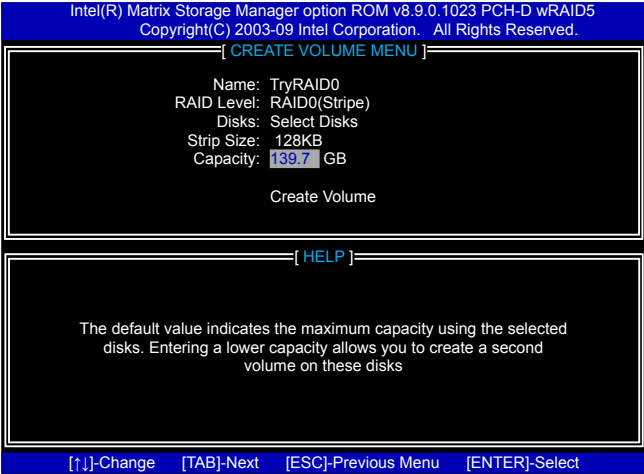 Intel(R) Matrix Storage Manager option ROM v8.9.0.1023 PCH-D wRAID5
Copyright(C) 2003-09 Intel Corporation. All Rights Reserved.
[ CREATE VOLUME MENU ]
Name: TryRAID0
RAID Level: RAID0(Stripe)
Disks: Select Disks
Strip Size: 128KB
Capacity: 139.7 GB
Create Volume
[ HELP ]
The default value indicates the maximum capacity using the selected
disks. Entering a lower capacity allows you to create a second
volume on these disks
[↑↓]-Change [TAB]-Next [ESC]-Previous Menu [ENTER]-Select